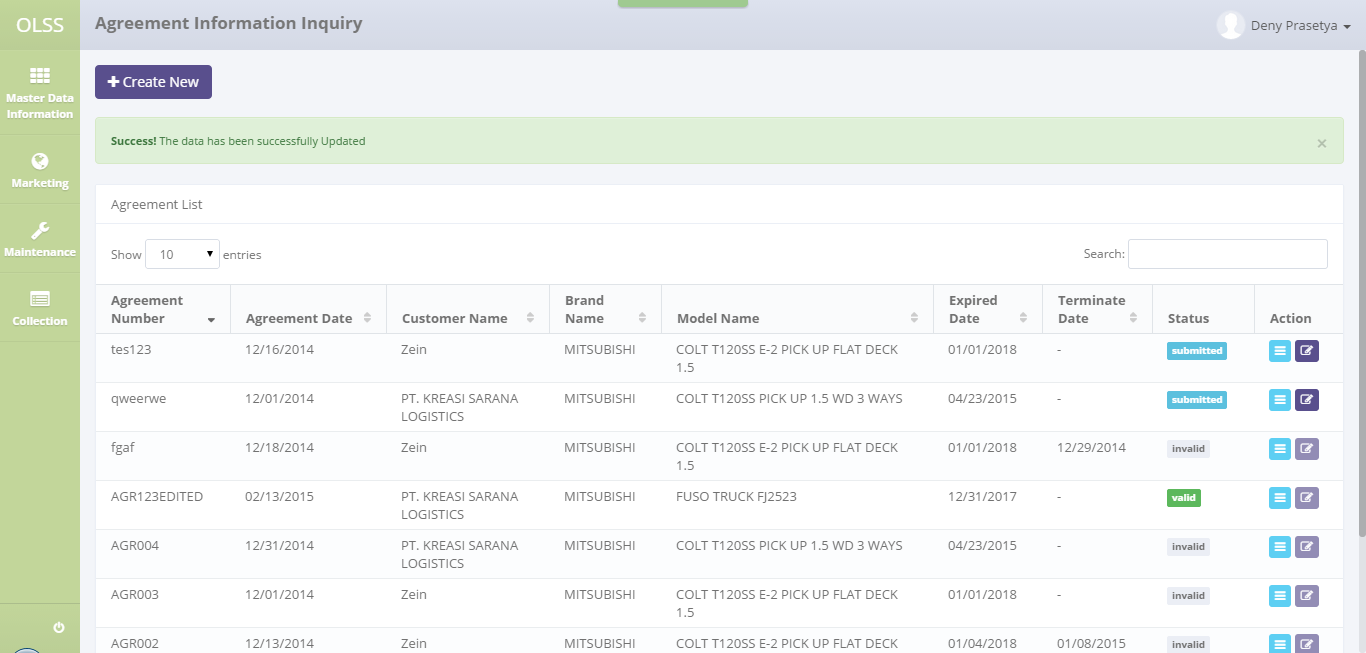 OLSS
Agreement Information Inquiry
Deny Prasetya
Master Data
Information
Marketing
Maintenance
Collection
Create New
Success! The data has been successfully Updated
×
Agreement List
Show 10 entries
Search:
Agreement
Number
Agreement Date
Customer Name
Brand
Name
Model Name
Expired
Date
Terminate
Date
Status
Action
tes123 12/16/2014 Zein MITSUBISHI COLT T120SS E-2 PICK UP FLAT DECK 01/01/2018 - submitted
1.5
qweerwe 12/01/2014 PT. KREASI SARANA MITSUBISHI COLT T120SS PICK UP 1.5 WD 3 WAYS 04/23/2015 - submitted
LOGISTICS
fgaf 12/18/2014 Zein MITSUBISHI COLT T120SS E-2 PICK UP FLAT DECK 01/01/2018 12/29/2014 invalid
1.5
AGR123EDITED 02/13/2015 PT. KREASI SARANA MITSUBISHI FUSO TRUCK FJ2523 12/31/2017 - valid
LOGISTICS
AGR004 12/31/2014 PT. KREASI SARANA MITSUBISHI COLT T120SS PICK UP 1.5 WD 3 WAYS 04/23/2015 - invalid
LOGISTICS
AGR003 12/01/2014 Zein MITSUBISHI COLT T120SS E-2 PICK UP FLAT DECK 01/01/2018 - invalid
1.5
AGR002 12/13/2014 Zein MITSUBISHI COLT T120SS E-2 PICK UP FLAT DECK 01/04/2018 01/08/2015 invalid